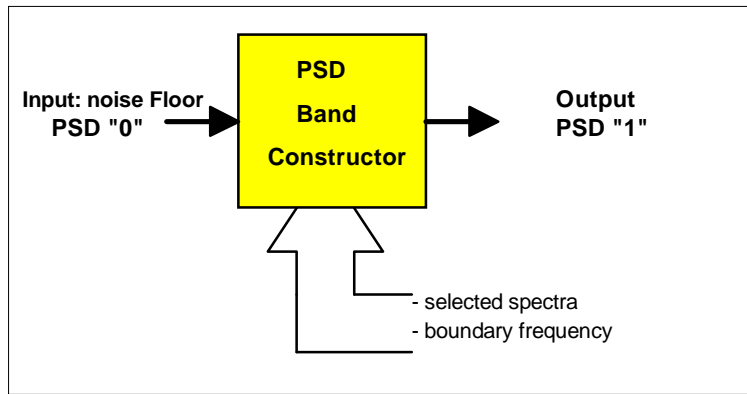 Input: noise Floor
PSD "0"
PSD
Band
Constructor
Output
PSD "1"
- selected spectra
- boundary frequency